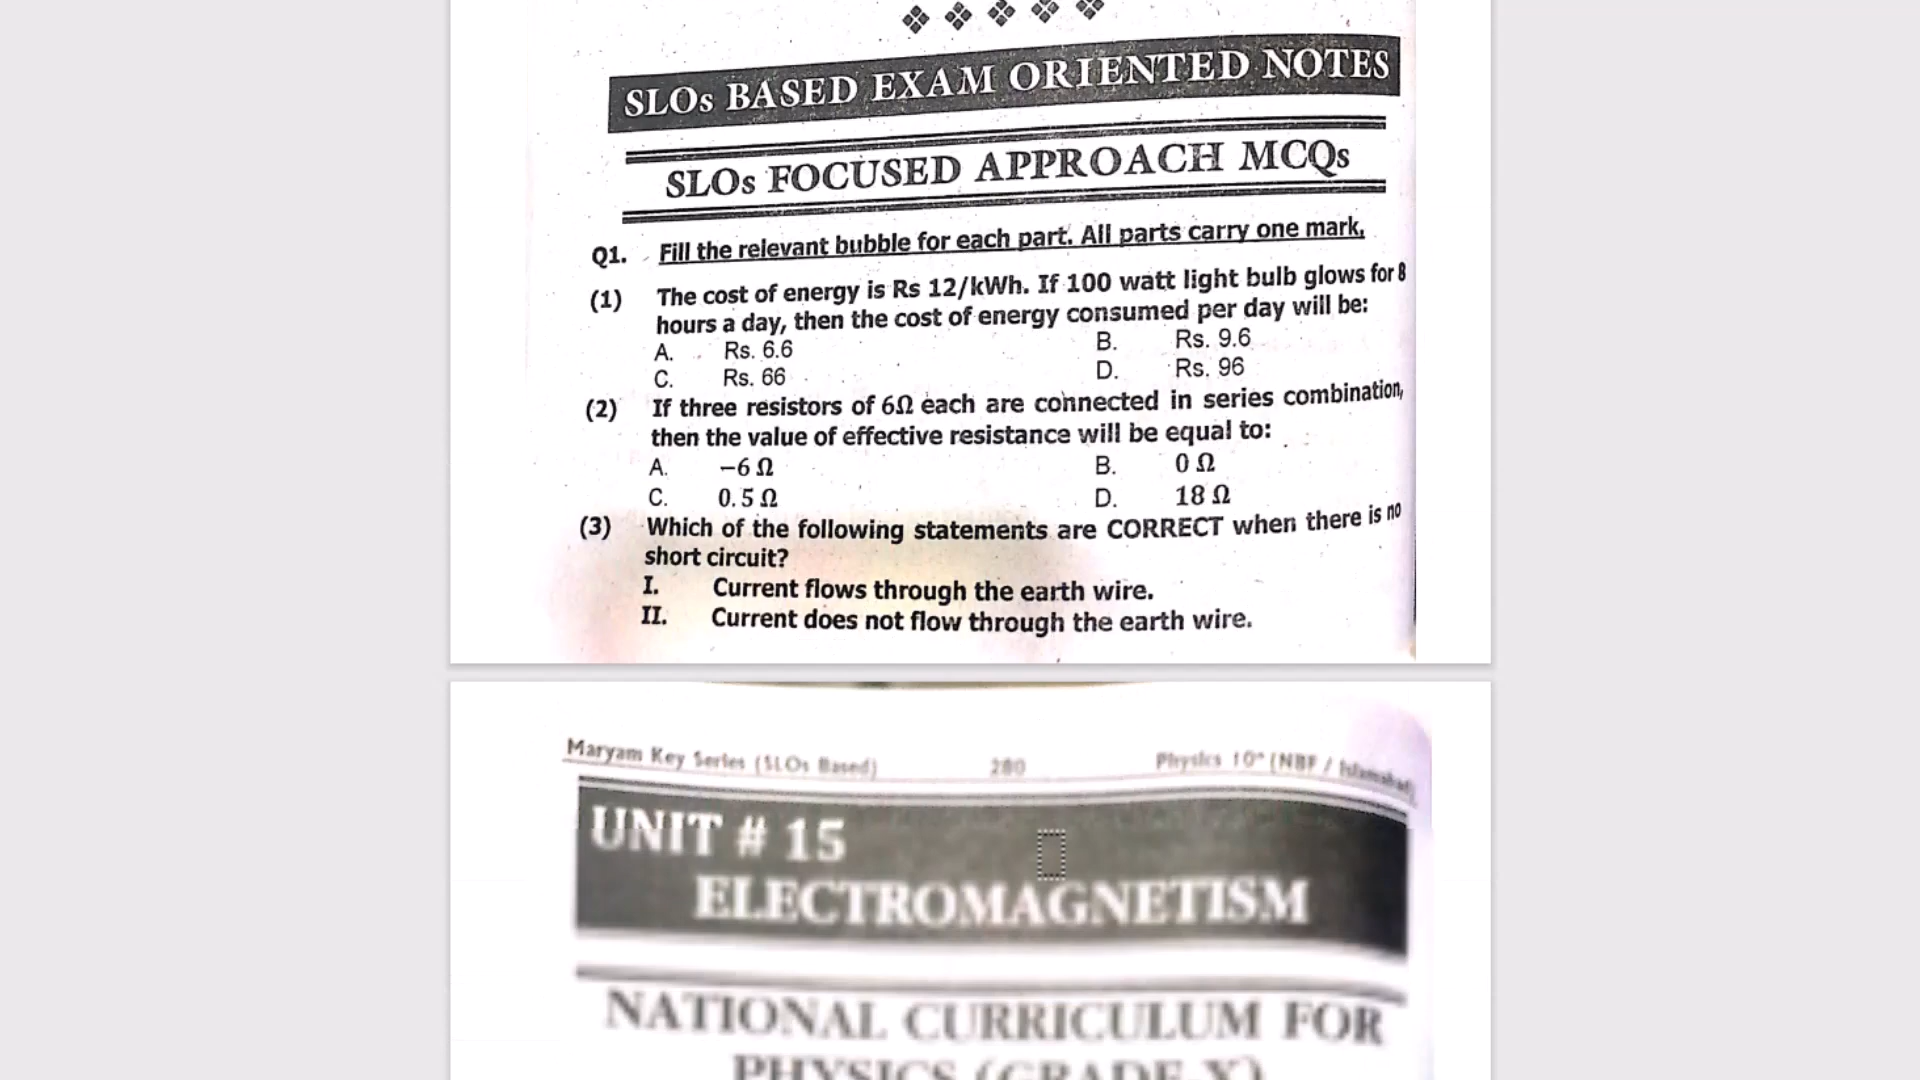 SLOs BASED EXAM ORIENTED NOTES
SLOs FOCUSED APPROACH MCQs
Q1. Fill the relevant bubble for each part. All parts carry one mark.
(1) The cost of energy is Rs 12/kWh. If 100 watt light bulb glows for 8
hours a day, then the cost of energy consumed per day will be:
A. Rs. 6.6 B. Rs. 9.6
C. Rs. 66 D. Rs. 96
(2) If three resistors of 6Ω each are connected in series combination,
then the value of effective resistance will be equal to:
A. −6 Ω B. 0 Ω
C. 0.5 Ω D. 18 Ω
(3) Which of the following statements are CORRECT when there is no
short circuit?
I. Current flows through the earth wire.
II. Current does not flow through the earth wire.
Maryam Key Series (SLOs Based) 280 Physics 10th (NBF / Islamabad)
UNIT # 15
ELECTROMAGNETISM
NATIONAL CURRICULUM FOR
PHYSICS (GRADE-X)